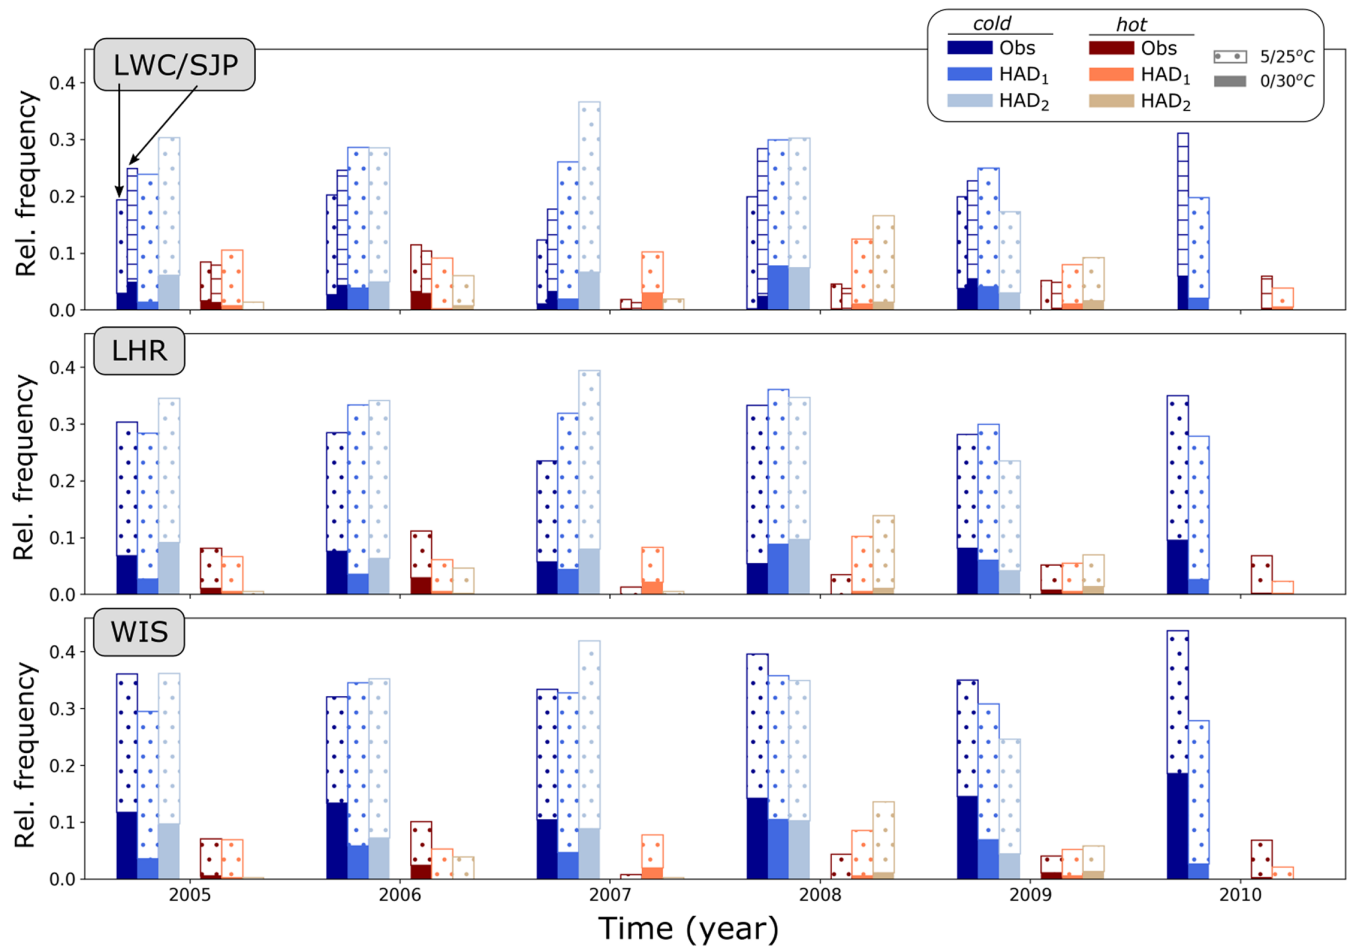 cold hot
Obs Obs
HAD₁ HAD₁ 5/25°C
HAD₂ HAD₂ 0/30°C
LWC/SJP
Rel. frequency
0.4
0.3
0.2
0.1
0.0
LHR
Rel. frequency
0.4
0.3
0.2
0.1
0.0
WIS
Rel. frequency
0.4
0.3
0.2
0.1
0.0
2005 2006 2007 2008 2009 2010
Time (year)